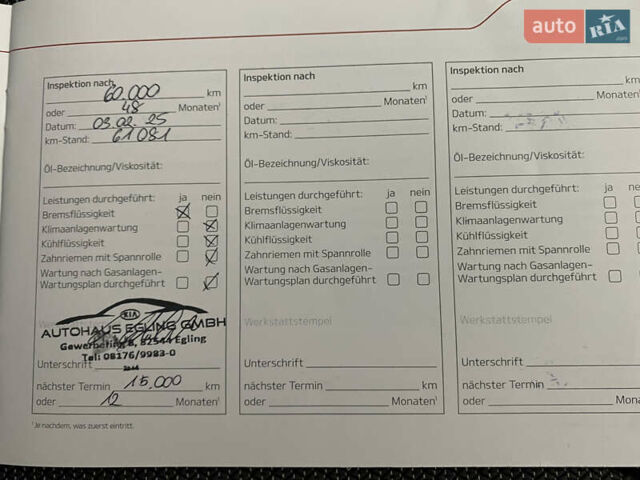 auto RIA .com
Inspektion nach
60.000 km
oder 48 Monaten¹
Datum: 03.02.25
km-Stand: 61081
Öl-Bezeichnung/Viskosität:
Leistungen durchgeführt: ja nein
Bremsflüssigkeit
Klimaanlagenwartung
Kühlflüssigkeit
Zahnriemen mit Spannrolle
Wartung nach Gasanlagen-
Wartungsplan durchgeführt
KIA
AUTOHAUS EGLING GMBH
Gewerbering 8, 82544 Egling
Tel: 08176/9983-0
Unterschrift
nächster Termin 15.000 km
oder 12 Monaten¹
¹ Je nachdem, was zuerst eintritt.
Inspektion nach
km
oder Monaten¹
Datum:
km-Stand:
Öl-Bezeichnung/Viskosität:
Leistungen durchgeführt: ja nein
Bremsflüssigkeit
Klimaanlagenwartung
Kühlflüssigkeit
Zahnriemen mit Spannrolle
Wartung nach Gasanlagen-
Wartungsplan durchgeführt
Werkstattstempel
Unterschrift
nächster Termin km
oder Monaten¹
Inspektion nach
oder Monaten¹
Datum:
km-Stand:
Öl-Bezeichnung/Viskosität:
Leistungen durchgeführt: ja
Bremsflüssigkeit
Klimaanlagenwartung
Kühlflüssigkeit
Zahnriemen mit Spannrolle
Wartung nach Gasanlagen-
Wartungsplan durchgeführt
Werkstattstempel
Unterschrift
nächster Termin
oder Monaten¹